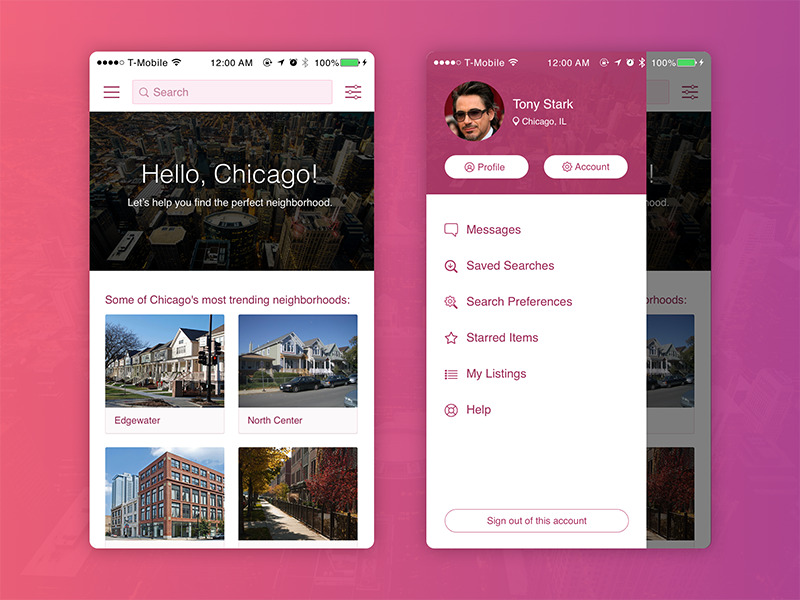 T-Mobile 12:00 AM 100%
Search
Hello, Chicago!
Let's help you find the perfect neighborhood.
Some of Chicago's most trending neighborhoods:
Edgewater
North Center
T-Mobile 12:00 AM 100%
Tony Stark
Chicago, IL
Profile
Account
Messages
Saved Searches
Search Preferences
Starred Items
My Listings
Help
Sign out of this account
!
hborhood.
orhoods: